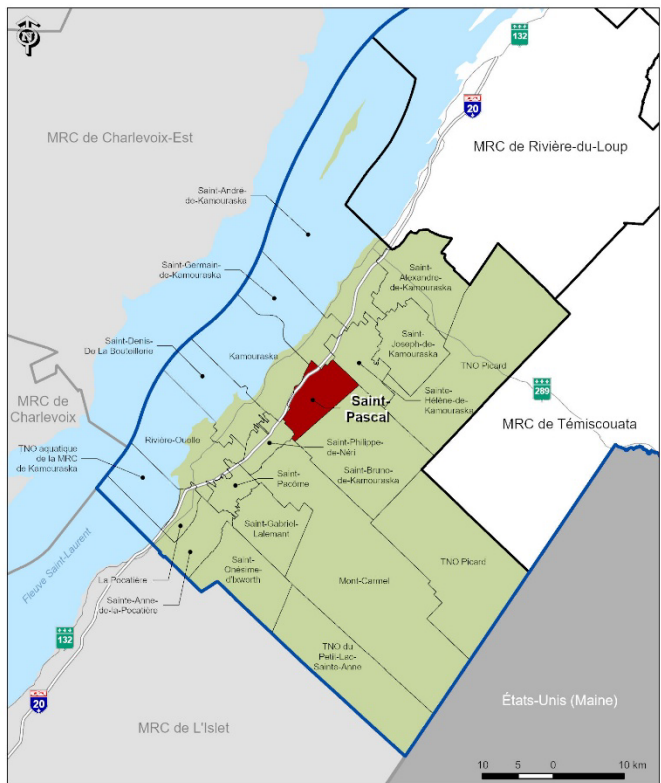 N
132
20
MRC de Charlevoix-Est
MRC de Rivière-du-Loup
Saint-André-
de-Kamouraska
Saint-Germain-
de-Kamouraska
Saint-
Alexandre-
de-Kamouraska
Saint-Denis-
De La Bouteillerie
Kamouraska
Saint-
Joseph-de-
Kamouraska
TNO Picard
289
MRC de
Charlevoix
Saint-
Pascal
Sainte-
Hélène-de-
Kamouraska
MRC de Témiscouata
Rivière-Ouelle
TNO aquatique
de la MRC
de Kamouraska
Saint-Philippe-
de-Néri
Saint-Bruno-
de-Kamouraska
Saint-
Pacôme
Saint-Gabriel-
Lalemant
Fleuve Saint-Laurent
La Pocatière
Saint-
Onésime-
d'Ixworth
Mont-Carmel
TNO Picard
Sainte-Anne-
de-la-Pocatière
132
TNO du
Petit-Lac-
Sainte-Anne
20
États-Unis (Maine)
MRC de L'Islet
10 5 0 10 km